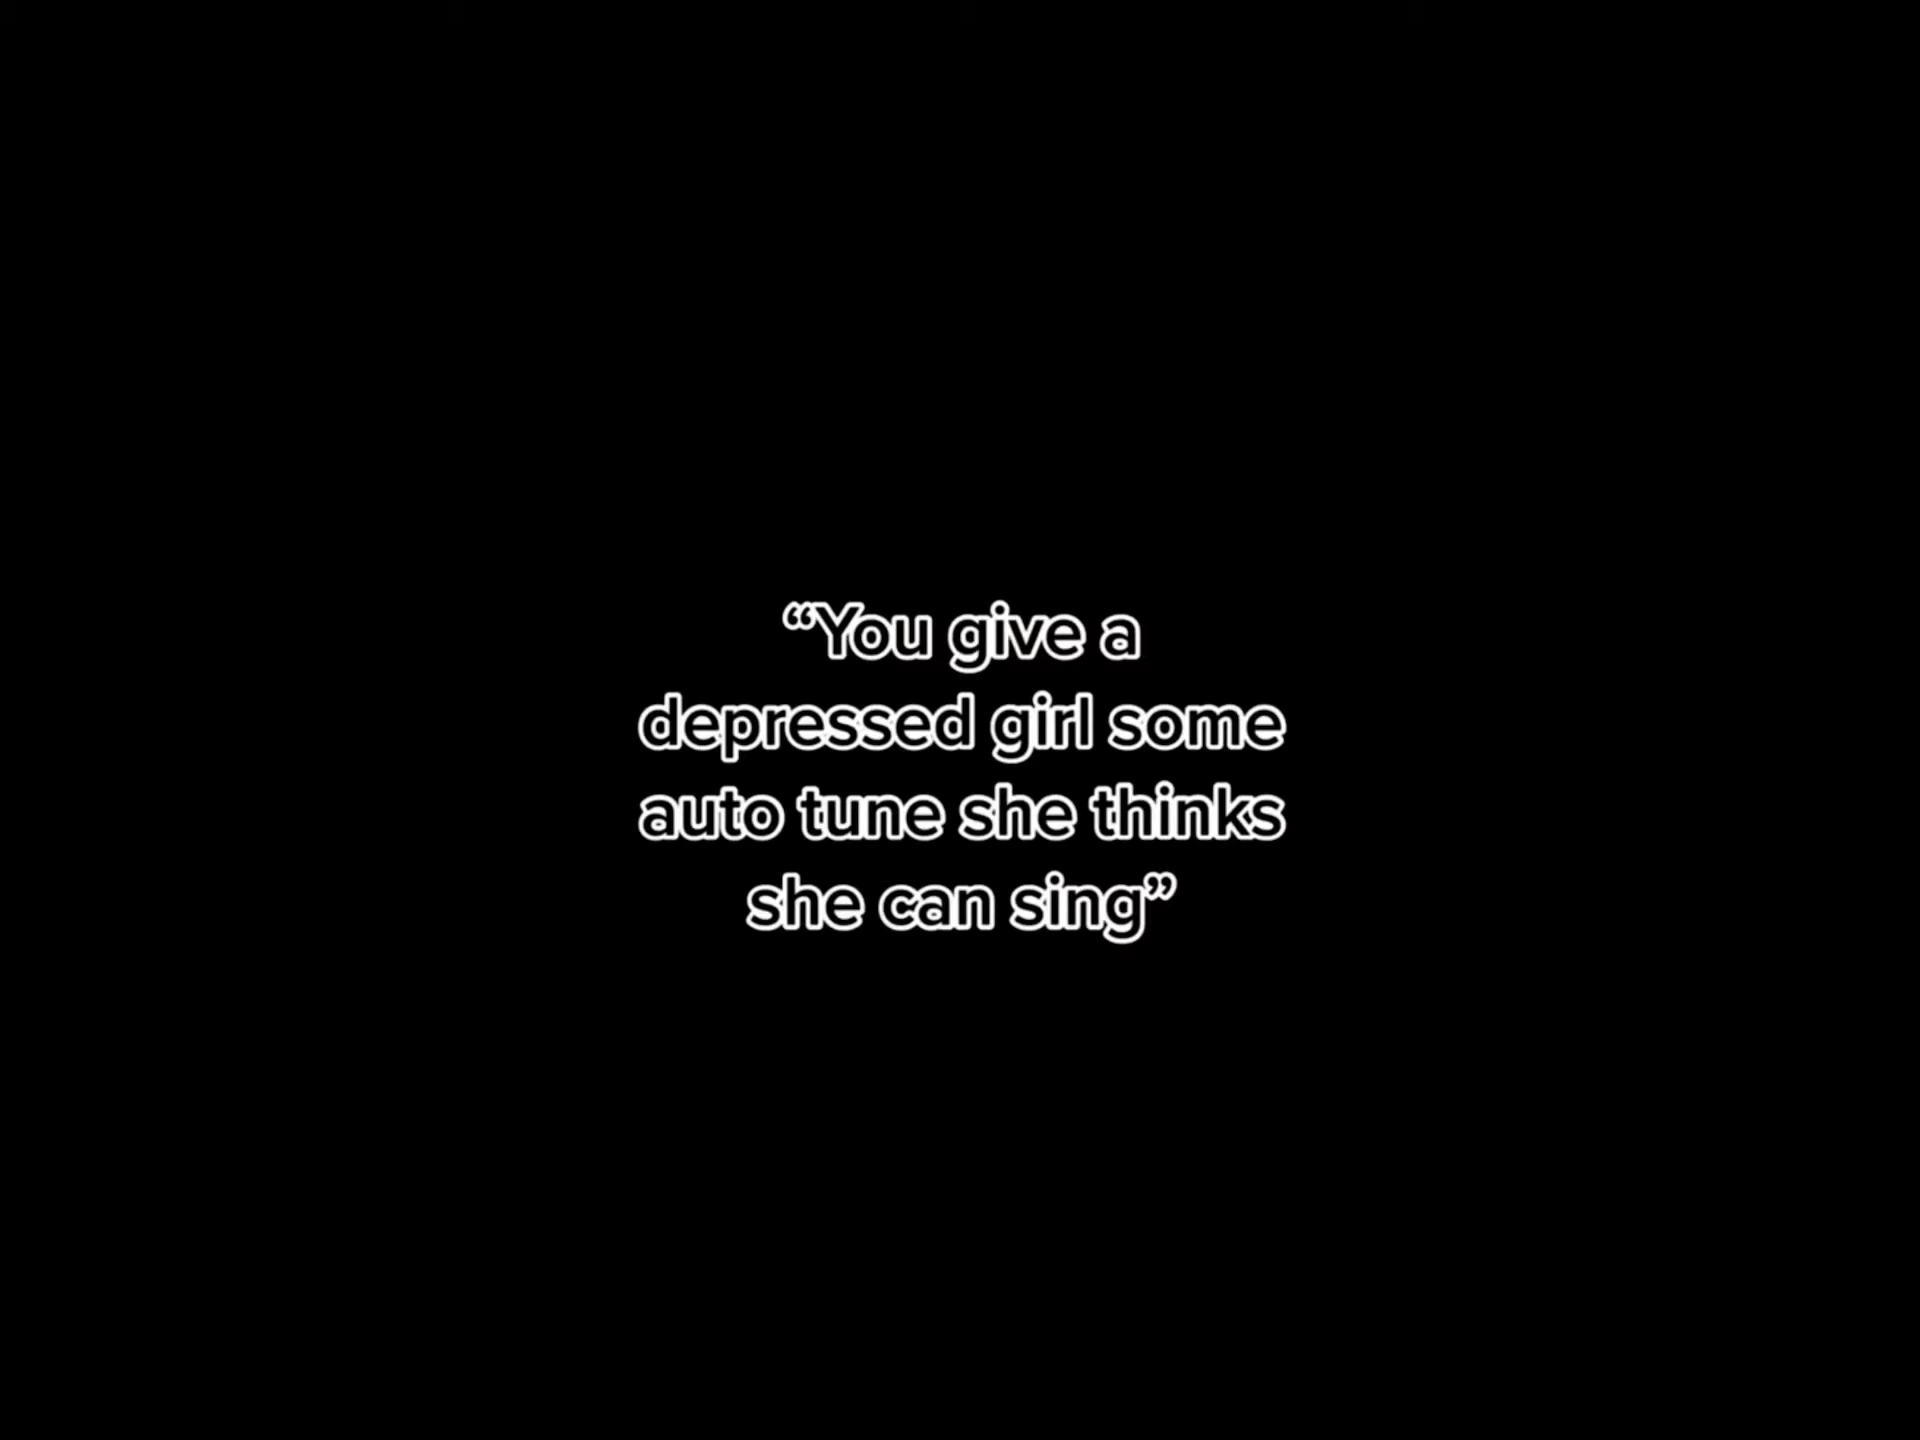 “You give a
depressed girl some
auto tune she thinks
she can sing”